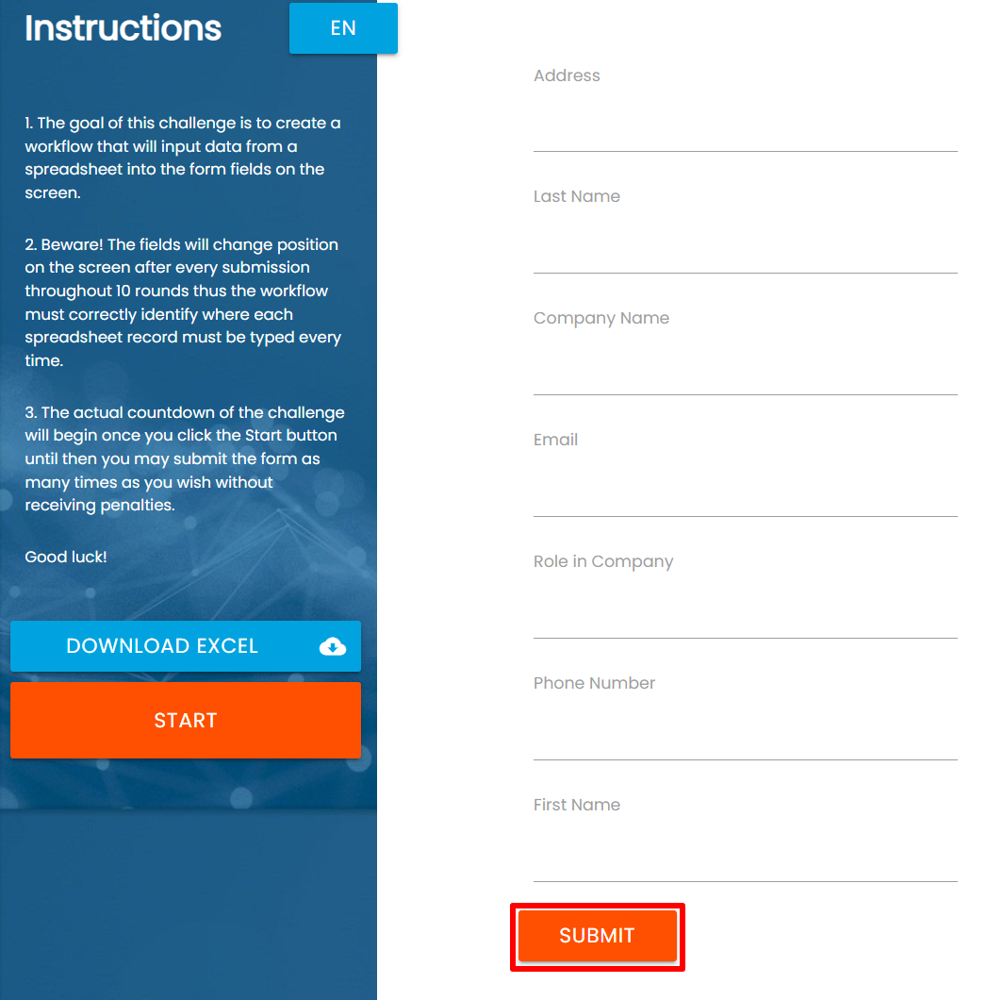 Instructions
EN
1. The goal of this challenge is to create a
workflow that will input data from a
spreadsheet into the form fields on the
screen.
2. Beware! The fields will change position
on the screen after every submission
throughout 10 rounds thus the workflow
must correctly identify where each
spreadsheet record must be typed every
time.
3. The actual countdown of the challenge
will begin once you click the Start button
until then you may submit the form as
many times as you wish without
receiving penalties.
Good luck!
DOWNLOAD EXCEL
START
Address
Last Name
Company Name
Email
Role in Company
Phone Number
First Name
SUBMIT